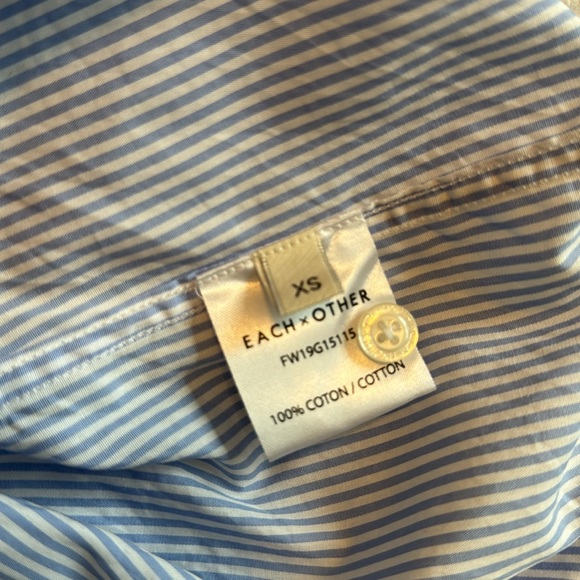 XS
EACH × OTHER
FW19G15115
100% COTON / COTTON